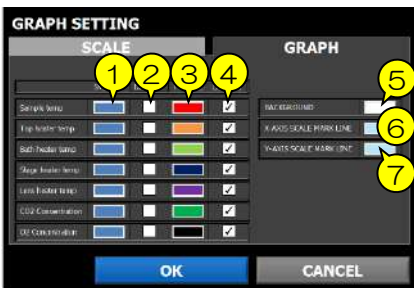 GRAPH SETTING
SCALE GRAPH
1 2 3 4
Sample temp
Top heater temp
Bath heater temp
Stage heater temp
Lens heater temp
CO2 Concentration
O2 Concentration
5
BACKGROUND
6
X-AXIS SCALE MARK LINE
Y-AXIS SCALE MARK LINE
7
OK CANCEL